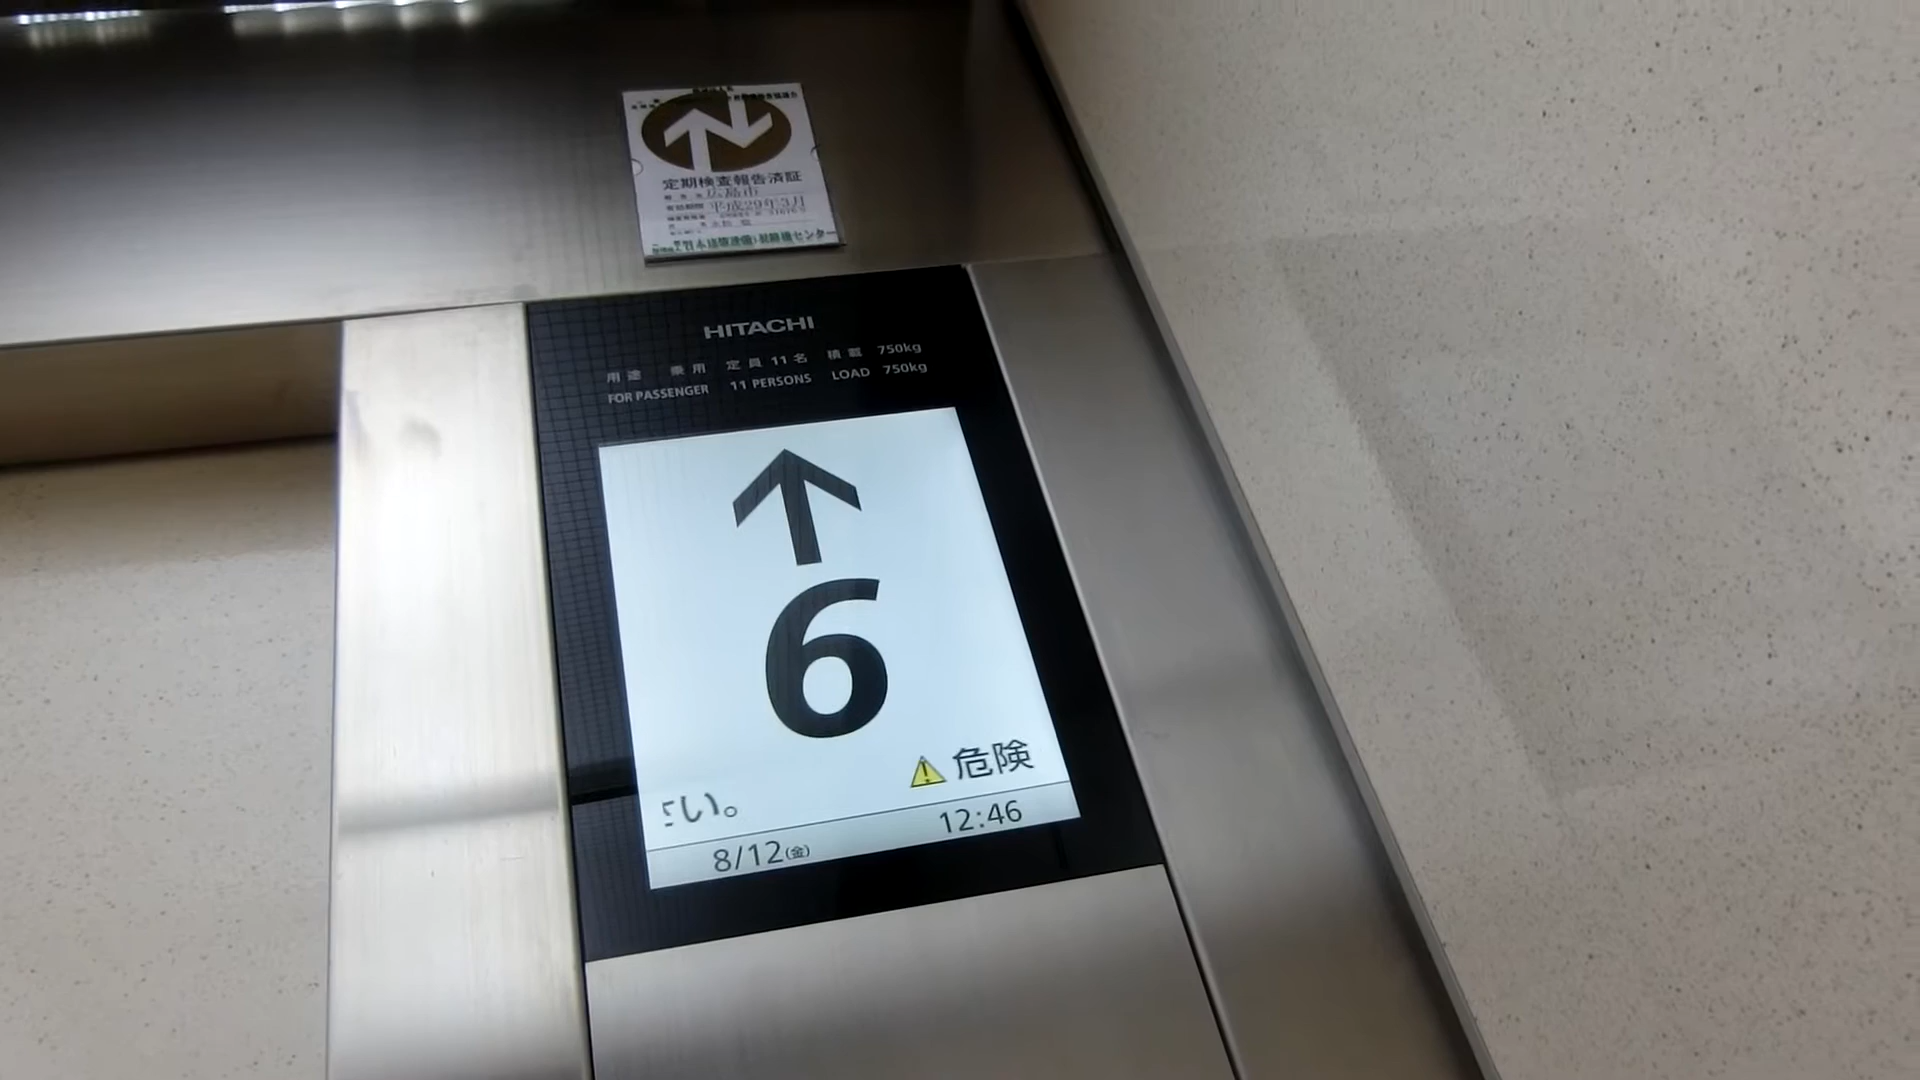 定期検査報告済証
広島市
平成29年3月
HITACHI
用途 乗用 定員 11名 積載 750kg
FOR PASSENGER 11 PERSONS LOAD 750kg
6
危険
さい。
8/12(金) 12:46